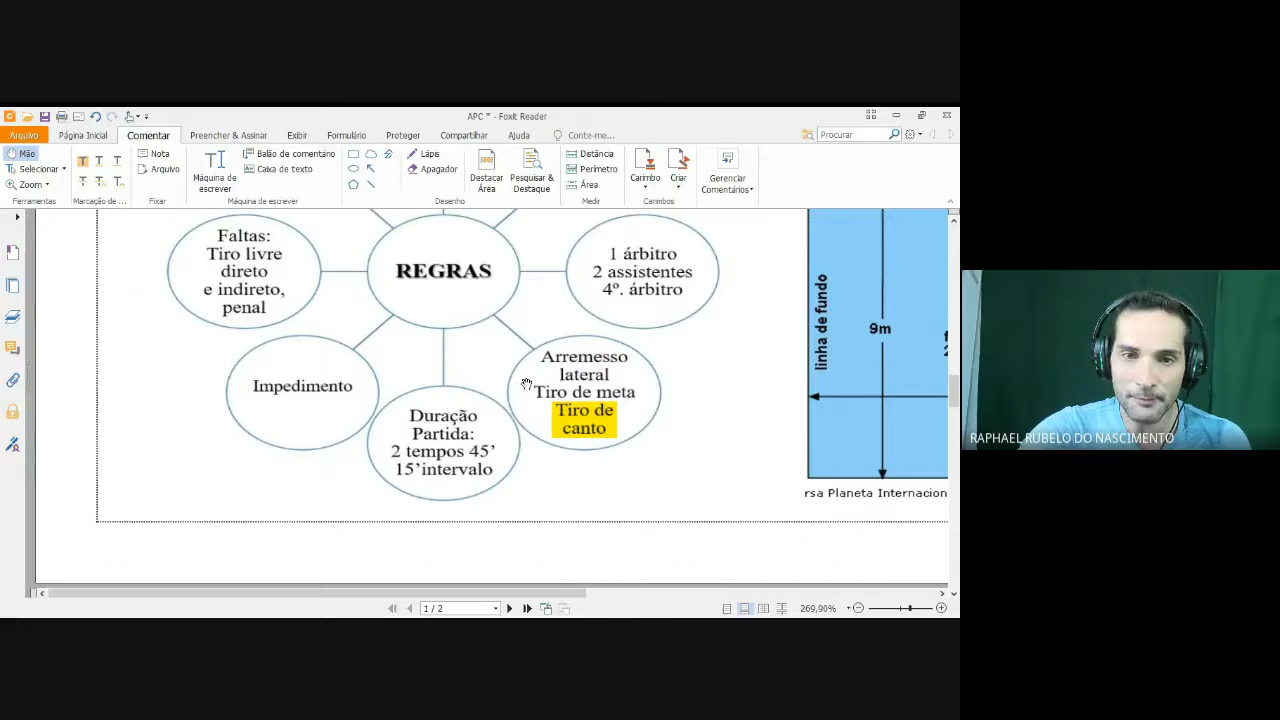 APC * - Foxit Reader
Arquivo
Página Inicial
Comentar
Preencher & Assinar
Exibir
Formulário
Proteger
Compartilhar
Ajuda
Conte-me...
Procurar
Mão
Selecionar
Zoom
Ferramentas
Marcação de ...
Nota
Arquivo
Fixar
Máquina de
escrever
Balão de comentário
Caixa de texto
Máquina de escrever
Lápis
Apagador
Desenho
Destacar
Área
Pesquisar &
Destaque
Distância
Perímetro
Área
Medir
Carimbo
Criar
Carimbos
Gerenciar
Comentários
Faltas:
Tiro livre
direto
e indireto,
penal
REGRAS
1 árbitro
2 assistentes
4º. árbitro
Impedimento
Duração
Partida:
2 tempos 45’
15’intervalo
Arremesso
lateral
Tiro de meta
Tiro de
canto
linha de fundo
9m
rsa Planeta Internacion
RAPHAEL RUBELO DO NASCIMENTO
1 / 2
269,90%